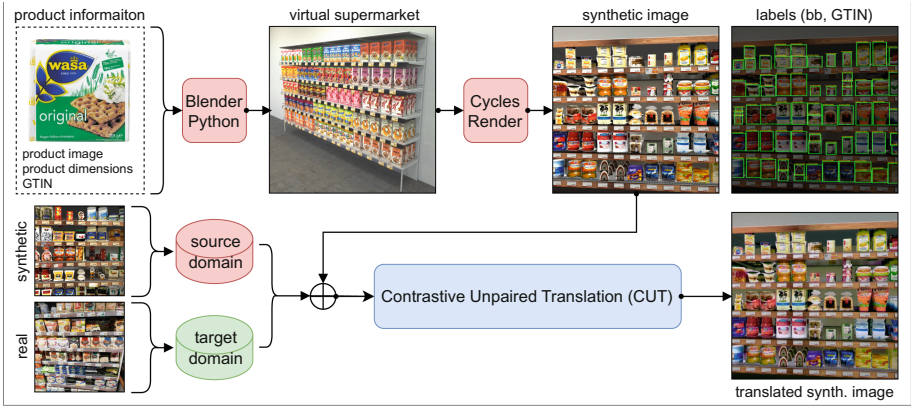 product informaiton
virtual supermarket
synthetic image
labels (bb, GTIN)
wasa
original
original
product image
product dimensions
GTIN
Blender
Python
Cycles
Render
synthetic
source
domain
real
target
domain
Contrastive Unpaired Translation (CUT)
translated synth. image